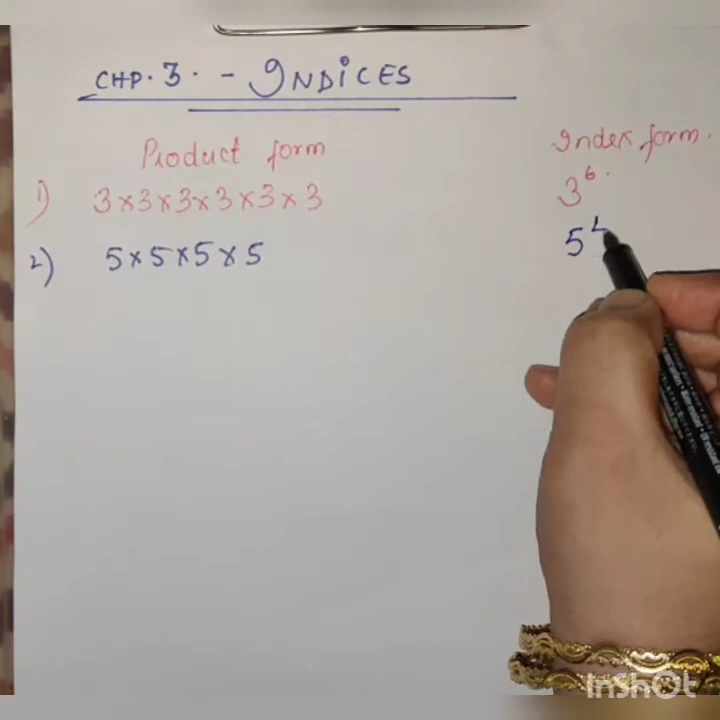 CHP. 3. - INDICES
Product form Index form.
1) 3×3×3×3×3×3 3⁶.
2) 5×5×5×5 5⁴
InShOt